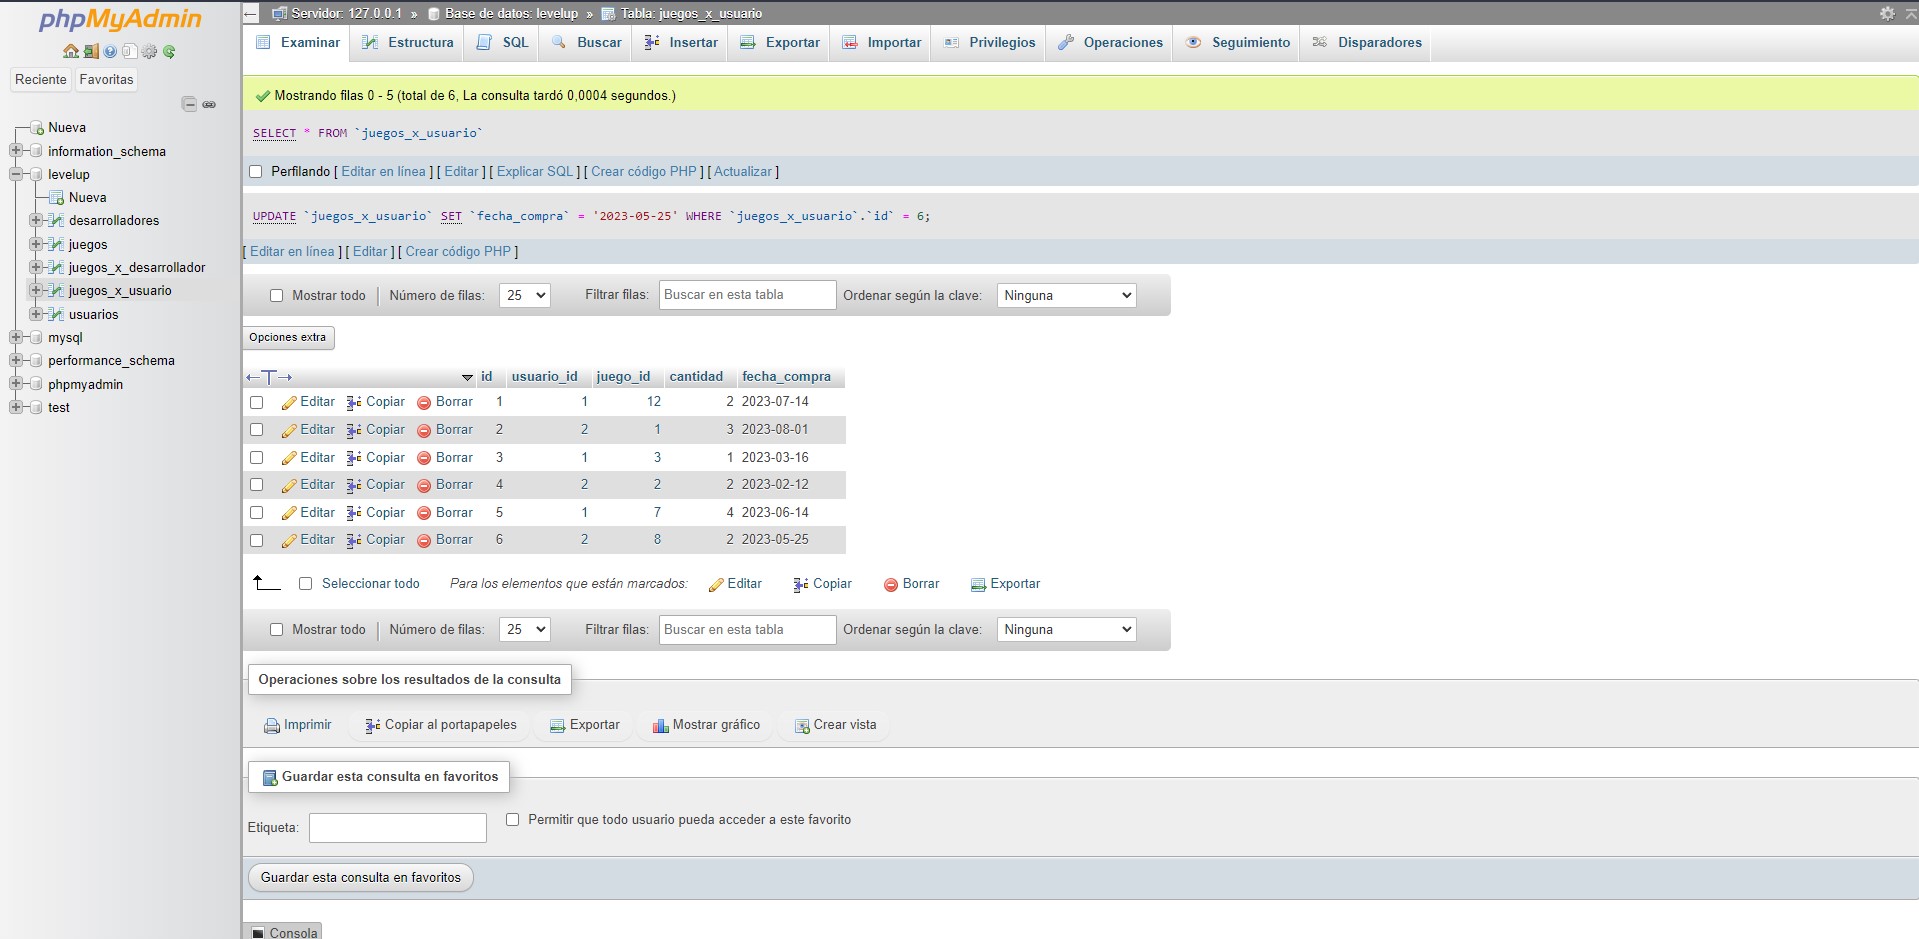 phpMyAdmin
Reciente Favoritas
Nueva
information_schema
levelup
Nueva
desarrolladores
juegos
juegos_x_desarrollador
juegos_x_usuario
usuarios
mysql
performance_schema
phpmyadmin
test
Servidor: 127.0.0.1 » Base de datos: levelup » Tabla: juegos_x_usuario
Examinar Estructura SQL Buscar Insertar Exportar Importar Privilegios Operaciones Seguimiento Disparadores
Mostrando filas 0 - 5 (total de 6, La consulta tardó 0,0004 segundos.)
SELECT * FROM `juegos_x_usuario`
Perfilando [ Editar en línea ] [ Editar ] [ Explicar SQL ] [ Crear código PHP ] [ Actualizar ]
UPDATE `juegos_x_usuario` SET `fecha_compra` = '2023-05-25' WHERE `juegos_x_usuario`.`id` = 6;
[ Editar en línea ] [ Editar ] [ Crear código PHP ]
Mostrar todo | Número de filas: 25 Filtrar filas: Buscar en esta tabla Ordenar según la clave: Ninguna
Opciones extra
id usuario_id juego_id cantidad fecha_compra
Editar Copiar Borrar 1 1 12 2 2023-07-14
Editar Copiar Borrar 2 2 1 3 2023-08-01
Editar Copiar Borrar 3 1 3 1 2023-03-16
Editar Copiar Borrar 4 2 2 2 2023-02-12
Editar Copiar Borrar 5 1 7 4 2023-06-14
Editar Copiar Borrar 6 2 8 2 2023-05-25
Seleccionar todo Para los elementos que están marcados: Editar Copiar Borrar Exportar
Mostrar todo | Número de filas: 25 Filtrar filas: Buscar en esta tabla Ordenar según la clave: Ninguna
Operaciones sobre los resultados de la consulta
Imprimir Copiar al portapapeles Exportar Mostrar gráfico Crear vista
Guardar esta consulta en favoritos
Etiqueta: Permitir que todo usuario pueda acceder a este favorito
Guardar esta consulta en favoritos
Consola